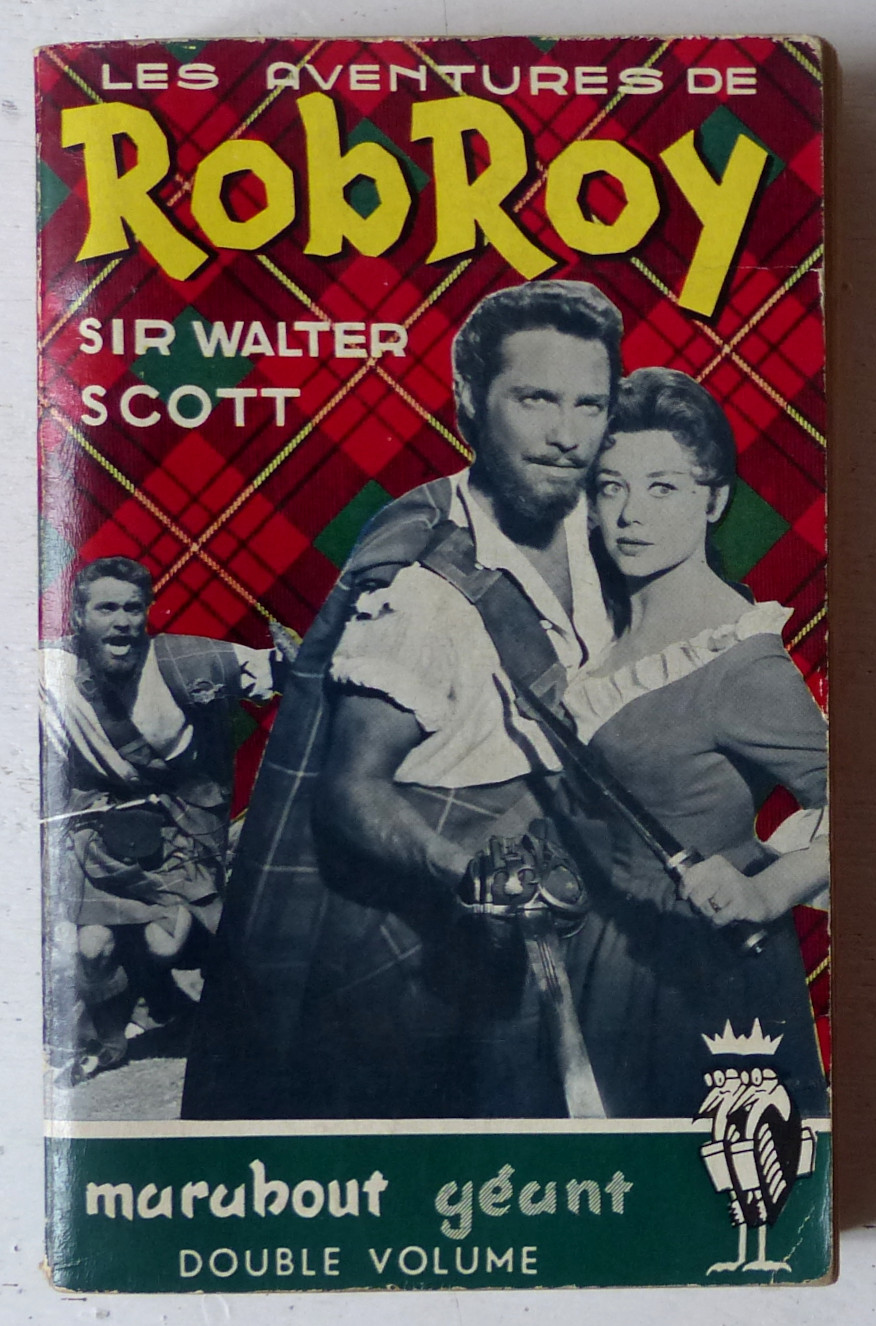 LES AVENTURES DE
RobRoy
SIR WALTER
SCOTT
marabout géant
DOUBLE VOLUME